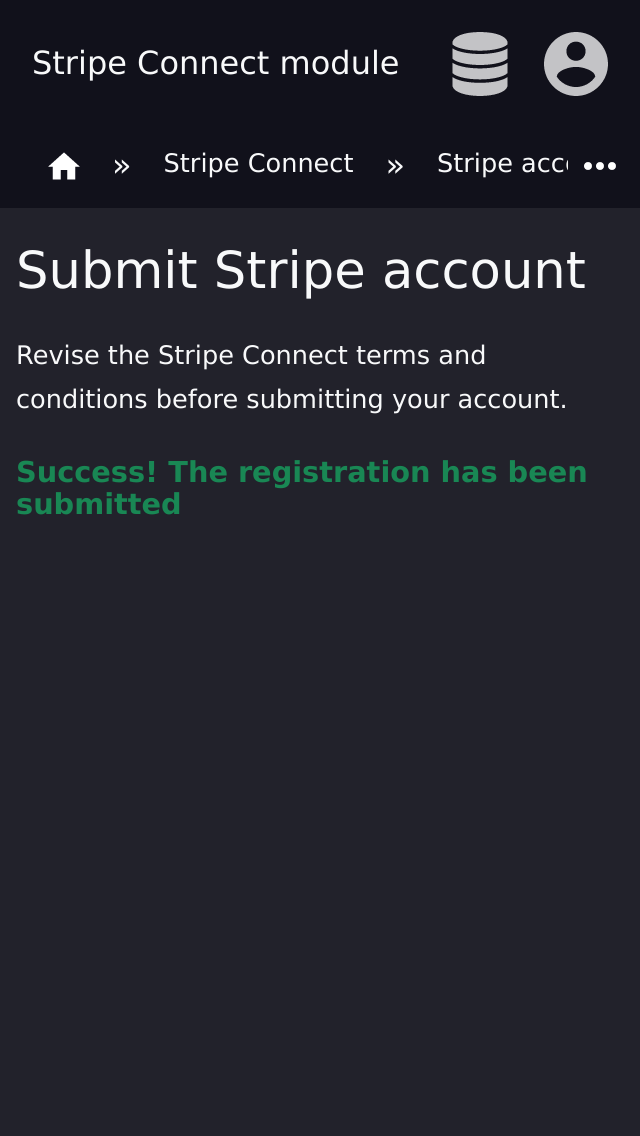 Stripe Connect module
» Stripe Connect » Stripe acc
Submit Stripe account
Revise the Stripe Connect terms and
conditions before submitting your account.
Success! The registration has been
submitted